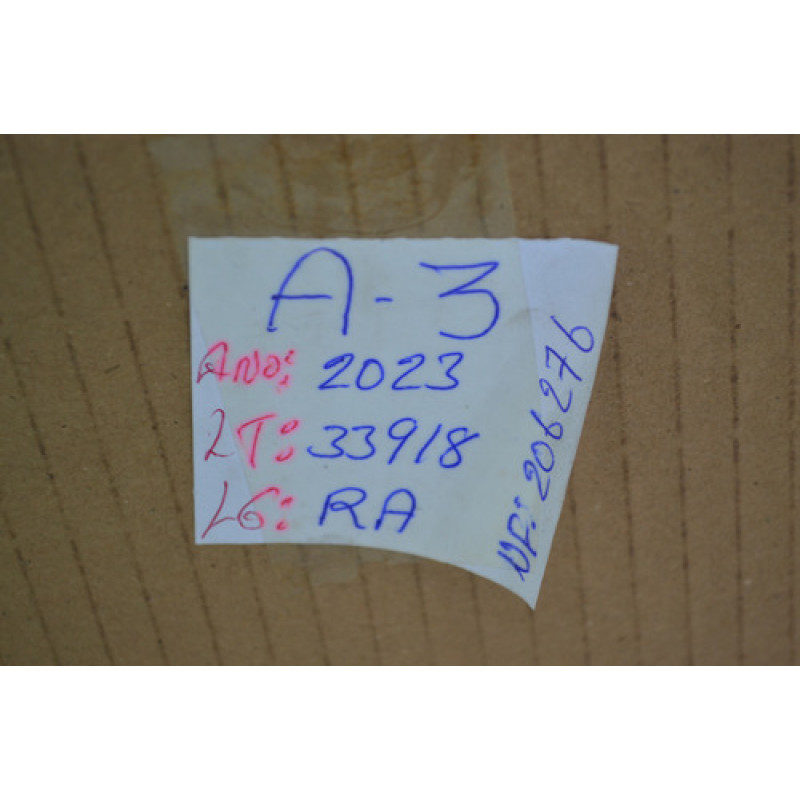 A-3
ANO: 2023
LT: 33918
LG: RA
NF: 206276